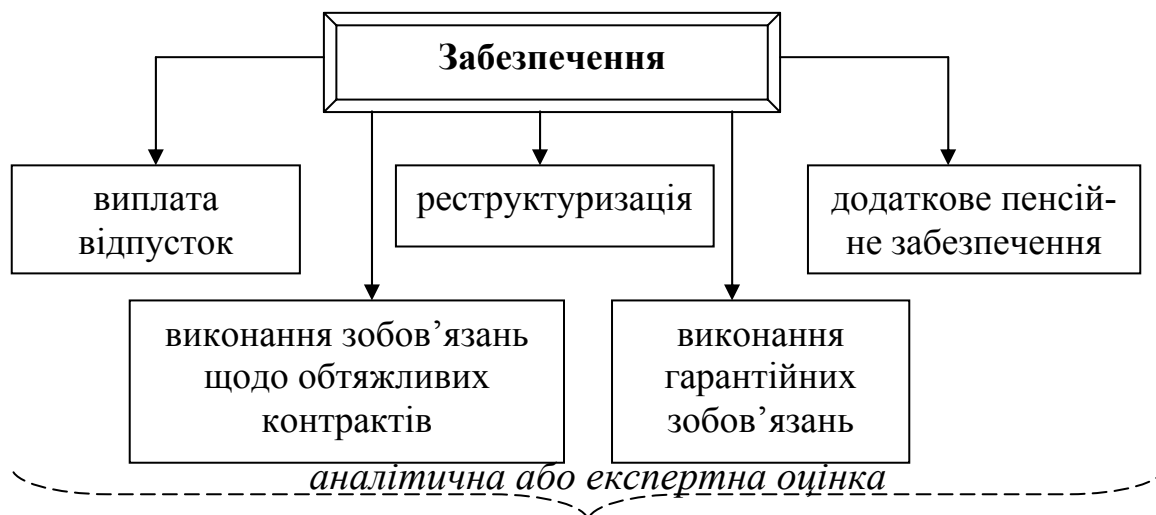 Забезпечення
виплата
відпусток
реструктуризація
додаткове пенсій-
не забезпечення
виконання зобов’язань
щодо обтяжливих
контрактів
виконання
гарантійних
зобов’язань
аналітична або експертна оцінка